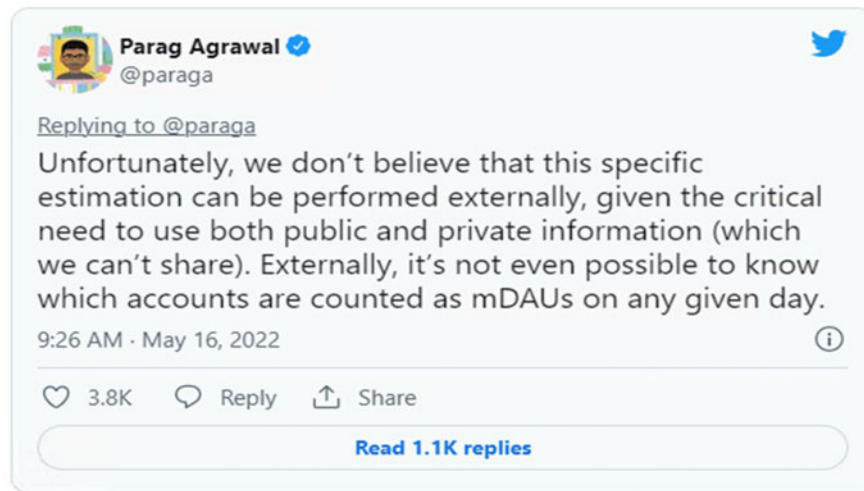 Parag Agrawal
@paraga
Replying to @paraga
Unfortunately, we don't believe that this specific
estimation can be performed externally, given the critical
need to use both public and private information (which
we can't share). Externally, it's not even possible to know
which accounts are counted as mDAUs on any given day.
9:26 AM · May 16, 2022
3.8K Reply Share
Read 1.1K replies